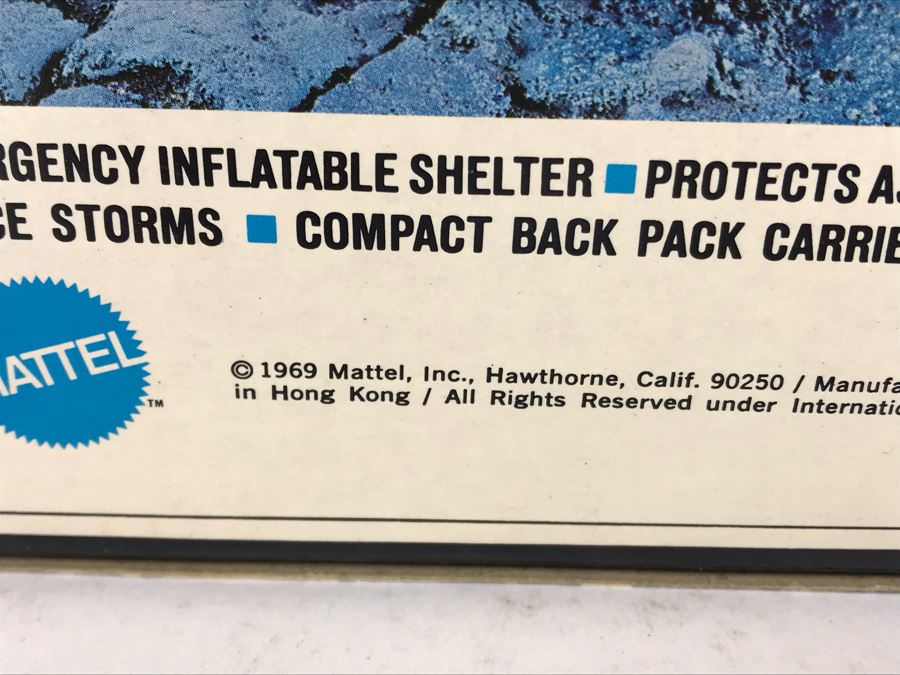 RGENCY INFLATABLE SHELTER ■ PROTECTS A
CE STORMS ■ COMPACT BACK PACK CARRIE
MATTEL
™
© 1969 Mattel, Inc., Hawthorne, Calif. 90250 / Manufa
in Hong Kong / All Rights Reserved under Internatio